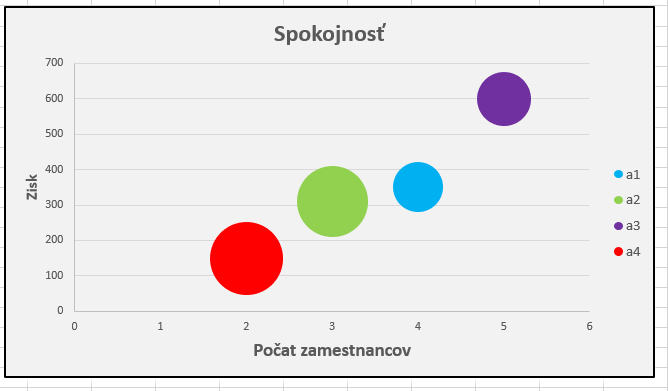 Spokojnosť
700
600
500
400
300
200
100
0
Zisk
0 1 2 3 4 5 6
Počat zamestnancov
a1
a2
a3
a4